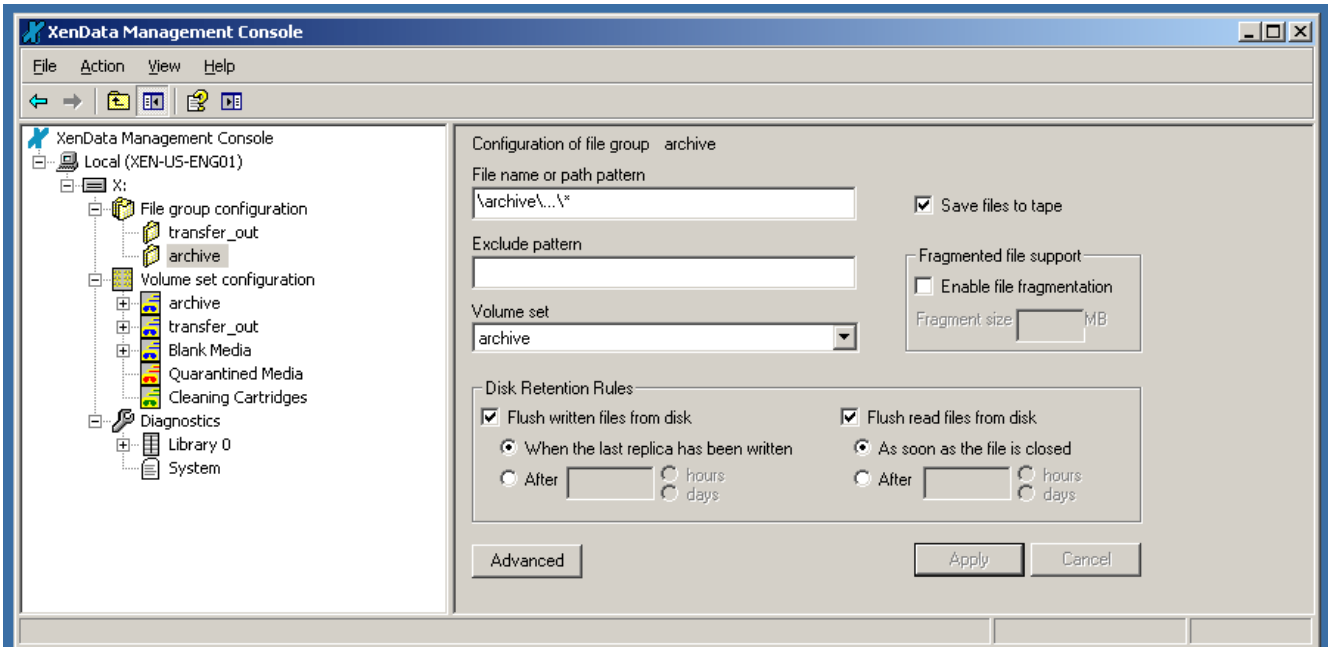 XenData Management Console
File Action View Help
XenData Management Console
Local (XEN-US-ENG01)
X:
File group configuration
transfer_out
archive
Volume set configuration
archive
transfer_out
Blank Media
Quarantined Media
Cleaning Cartridges
Diagnostics
Library 0
System
Configuration of file group archive
File name or path pattern
\archive\...\*
Save files to tape
Exclude pattern
Fragmented file support
Enable file fragmentation
Fragment size MB
Volume set
archive
Disk Retention Rules
Flush written files from disk
When the last replica has been written
After hours
days
Flush read files from disk
As soon as the file is closed
After hours
days
Advanced
Apply Cancel